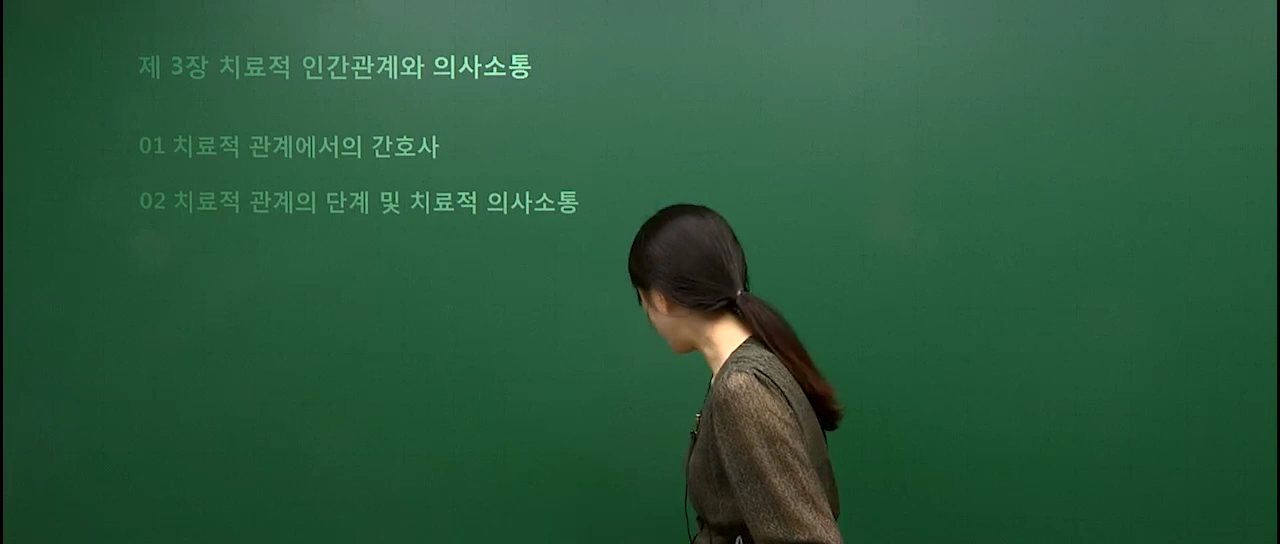 제 3장 치료적 인간관계와 의사소통
01 치료적 관계에서의 간호사
02 치료적 관계의 단계 및 치료적 의사소통